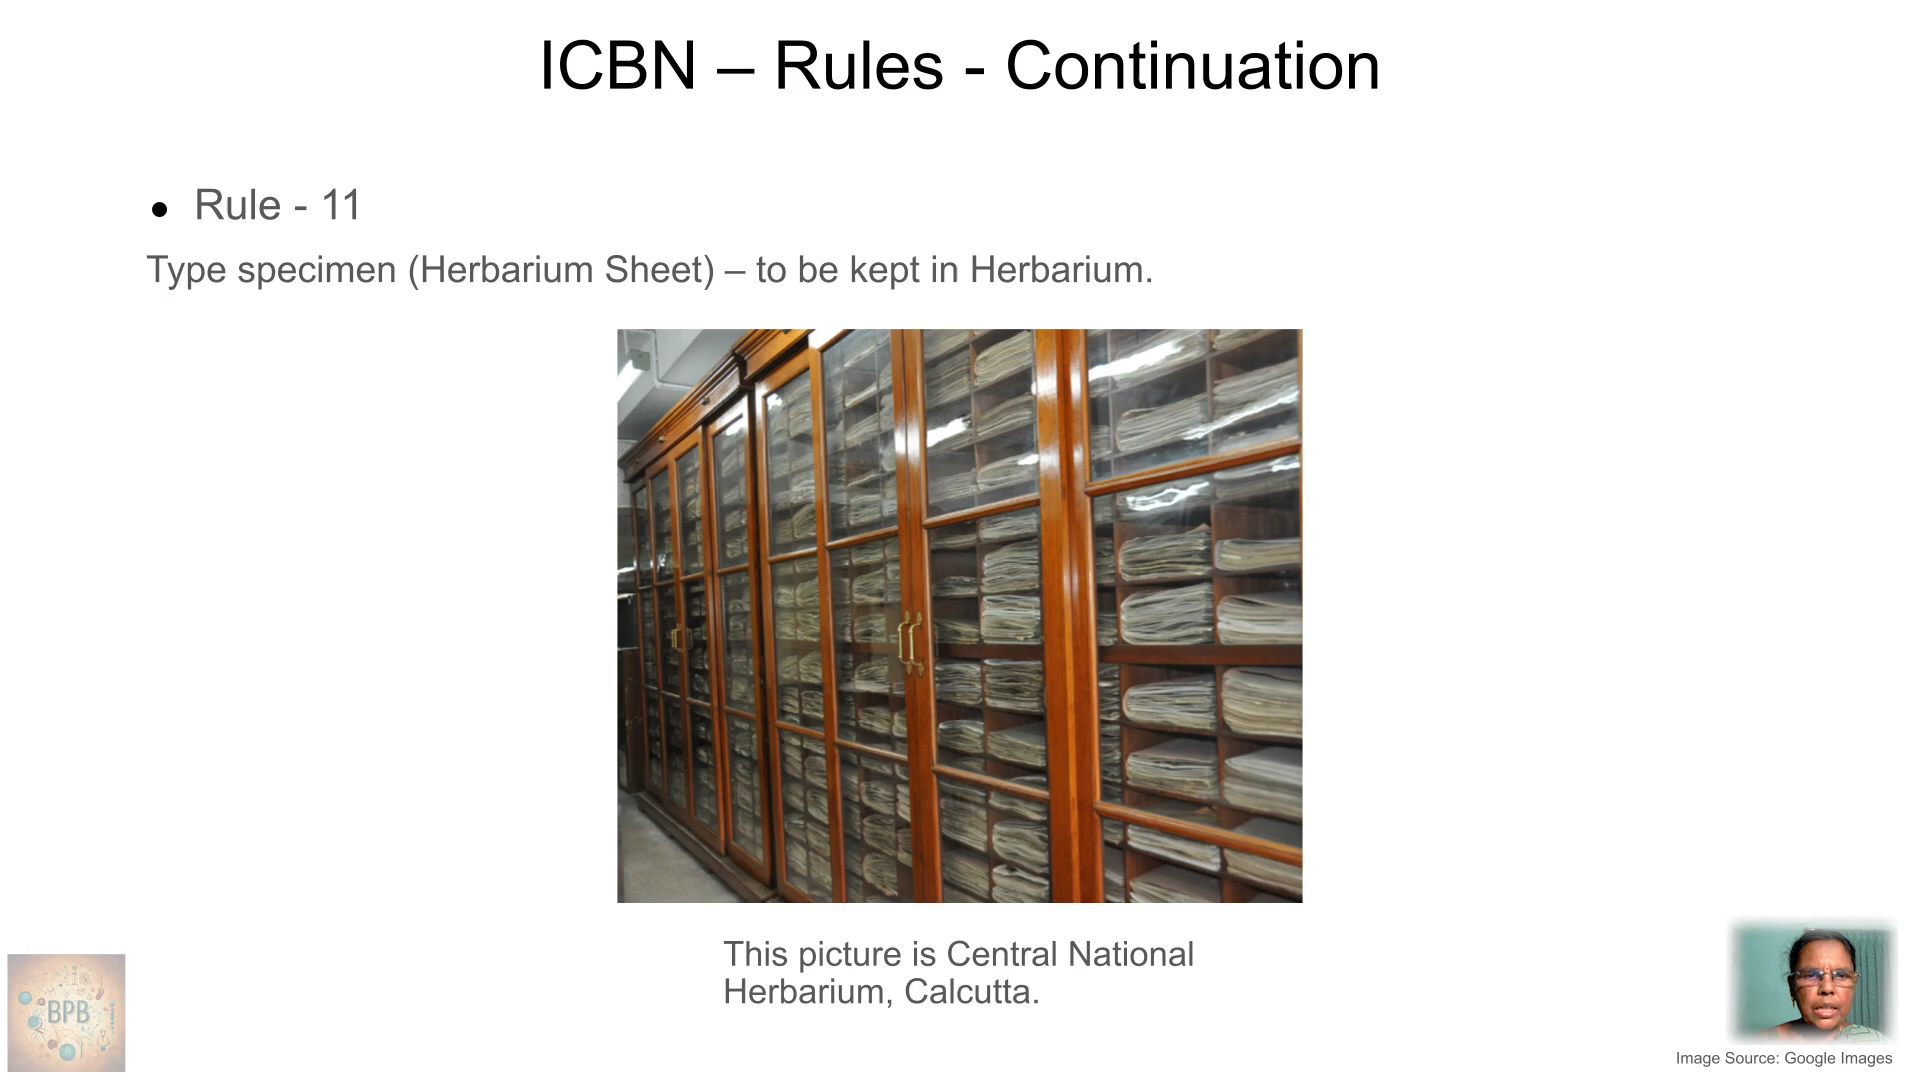 ICBN – Rules - Continuation
● Rule - 11
Type specimen (Herbarium Sheet) – to be kept in Herbarium.
This picture is Central National
Herbarium, Calcutta.
BPB
Image Source: Google Images